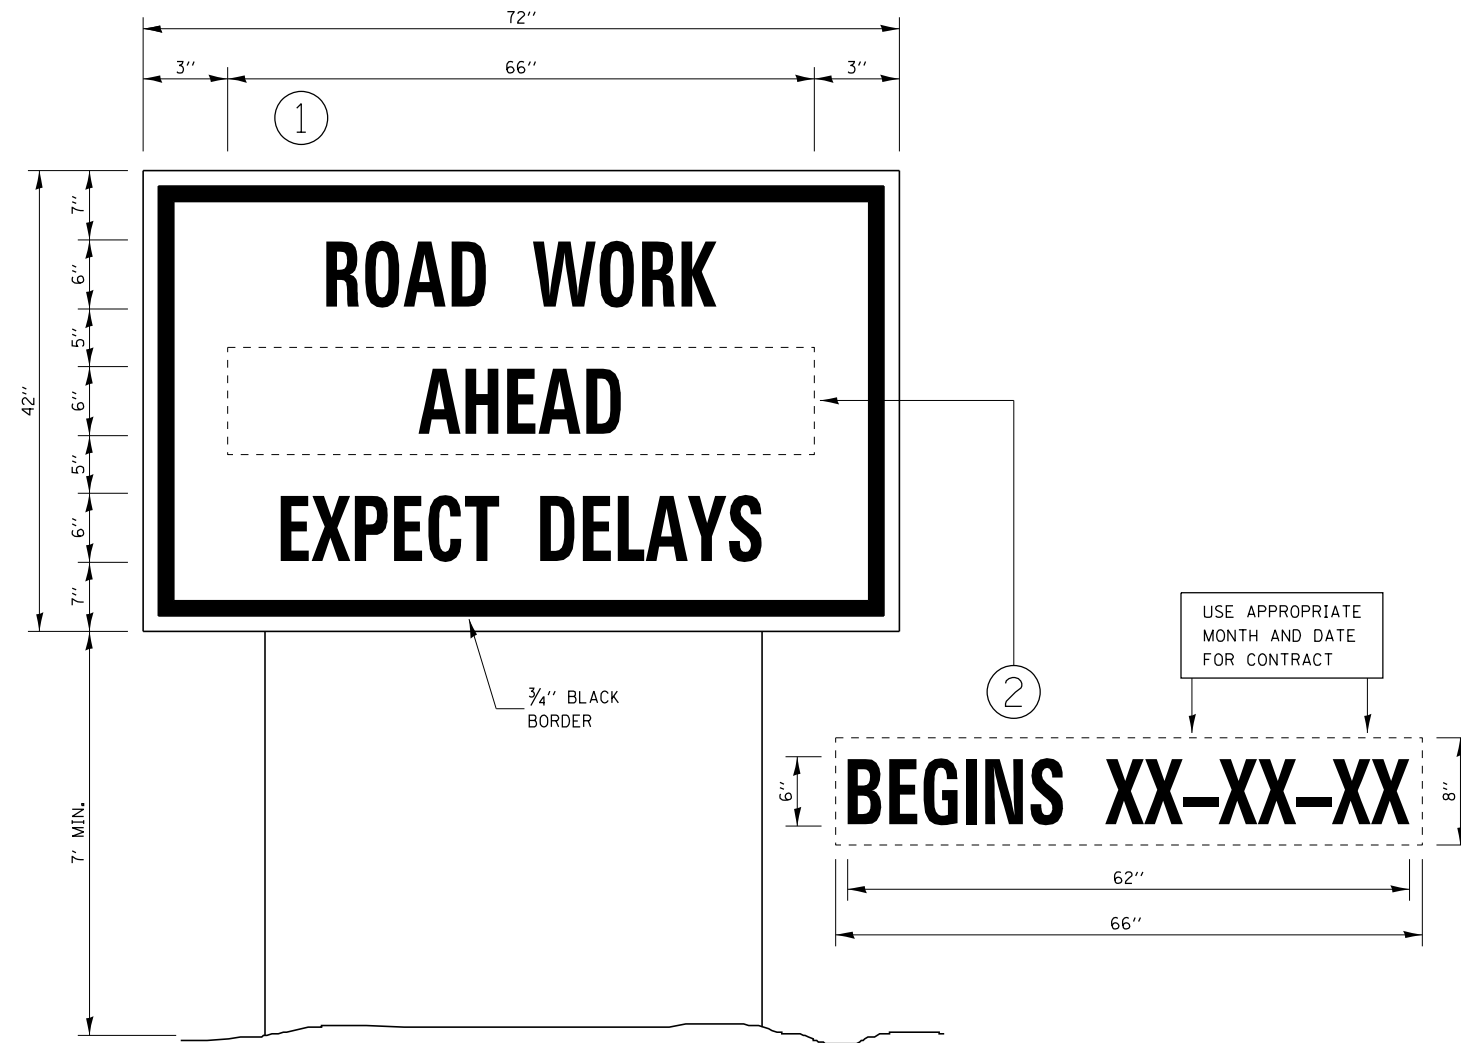 72''
3'' 66'' 3''
1
7''
6''
5''
6''
5''
6''
7''
42''
ROAD WORK
AHEAD
EXPECT DELAYS
3/4'' BLACK
BORDER
7' MIN.
2
USE APPROPRIATE
MONTH AND DATE
FOR CONTRACT
6''
BEGINS XX-XX-XX
8''
62''
66''